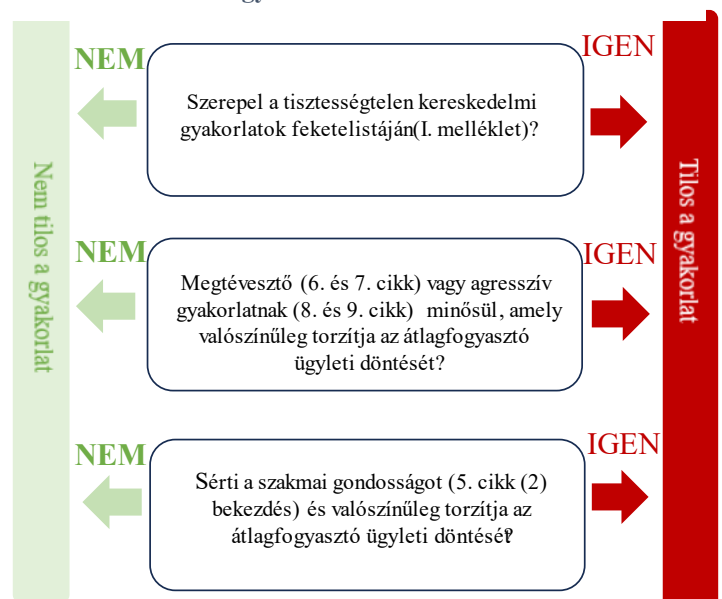 NEM
IGEN
Szerepel a tisztességtelen kereskedelmi
gyakorlatok feketelistáján(I. melléklet)?
NEM
IGEN
Megtévesztő (6. és 7. cikk) vagy agresszív
gyakorlatnak (8. és 9. cikk) minősül, amely
valószínűleg torzítja az átlagfogyasztó
ügyleti döntését?
NEM
IGEN
Sérti a szakmai gondosságot (5. cikk (2)
bekezdés) és valószínűleg torzítja az
átlagfogyasztó ügyleti döntését?
Nem tilos a gyakorlat
Tilos a gyakorlat